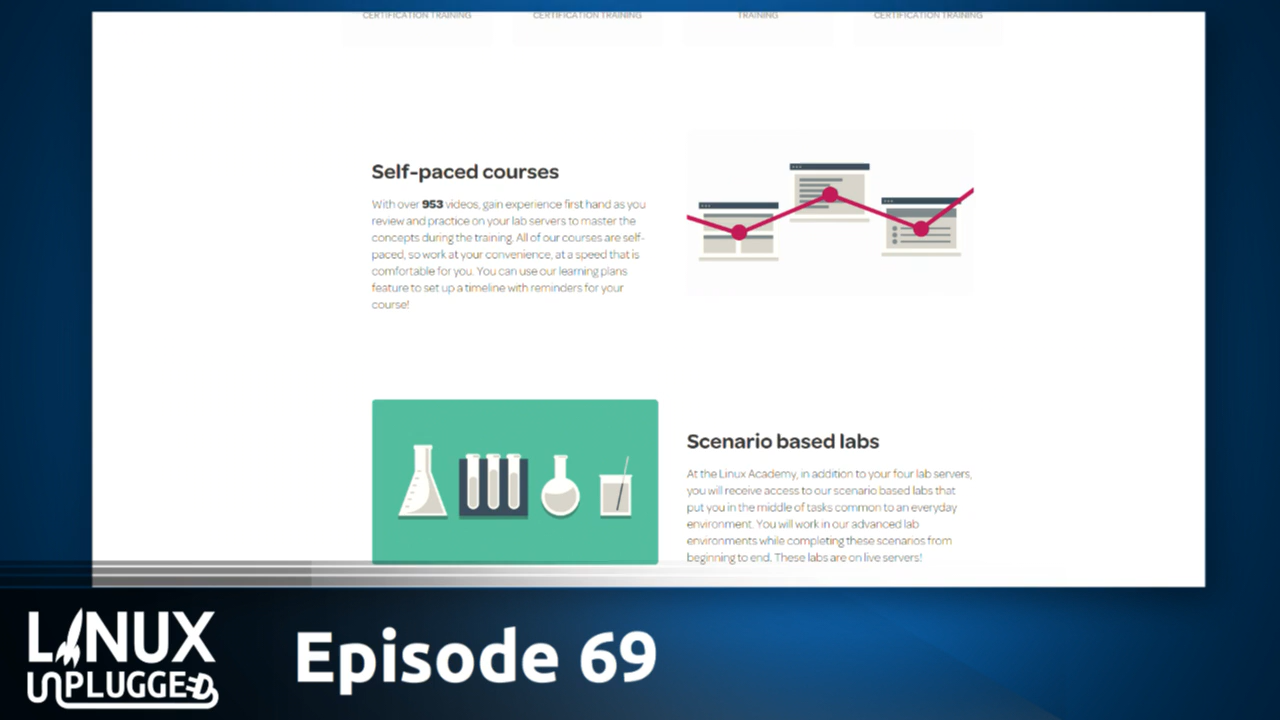 CERTIFICATION TRAINING CERTIFICATION TRAINING TRAINING CERTIFICATION TRAINING
Self-paced courses
With over 953 videos, gain experience first hand as you
review and practice on your lab servers to master the
concepts during the training. All of our courses are self-
paced, so work at your convenience, at a speed that is
comfortable for you. You can use our learning plans
feature to set up a timeline with reminders for your
course!
Scenario based labs
At the Linux Academy, in addition to your four lab servers,
you will receive access to our scenario based labs that
put you in the middle of tasks common to an everyday
environment. You will work in our advanced lab
environments while completing these scenarios from
beginning to end. These labs are on live servers!
LINUX
UNPLUGGED
Episode 69